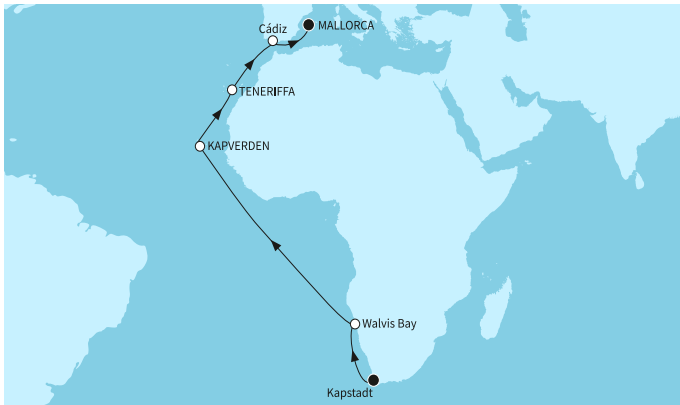 Cádiz
MALLORCA
TENERIFFA
KAPVERDEN
Walvis Bay
Kapstadt